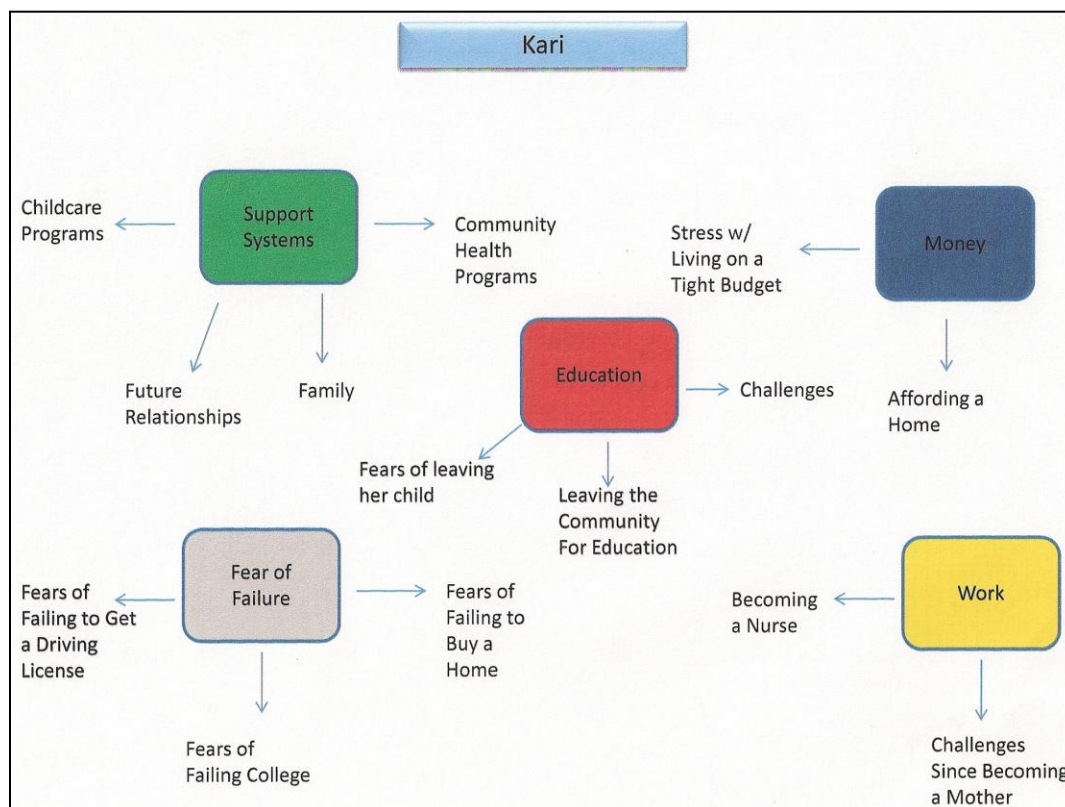 Kari
Support
Systems
Childcare
Programs
Community
Health
Programs
Future
Relationships
Family
Money
Stress w/
Living on a
Tight Budget
Affording a
Home
Education
Challenges
Fears of leaving
her child
Leaving the
Community
For Education
Fear of
Failure
Fears of
Failing to Get
a Driving
License
Fears of
Failing to
Buy a
Home
Fears of
Failing College
Work
Becoming
a Nurse
Challenges
Since Becoming
a Mother